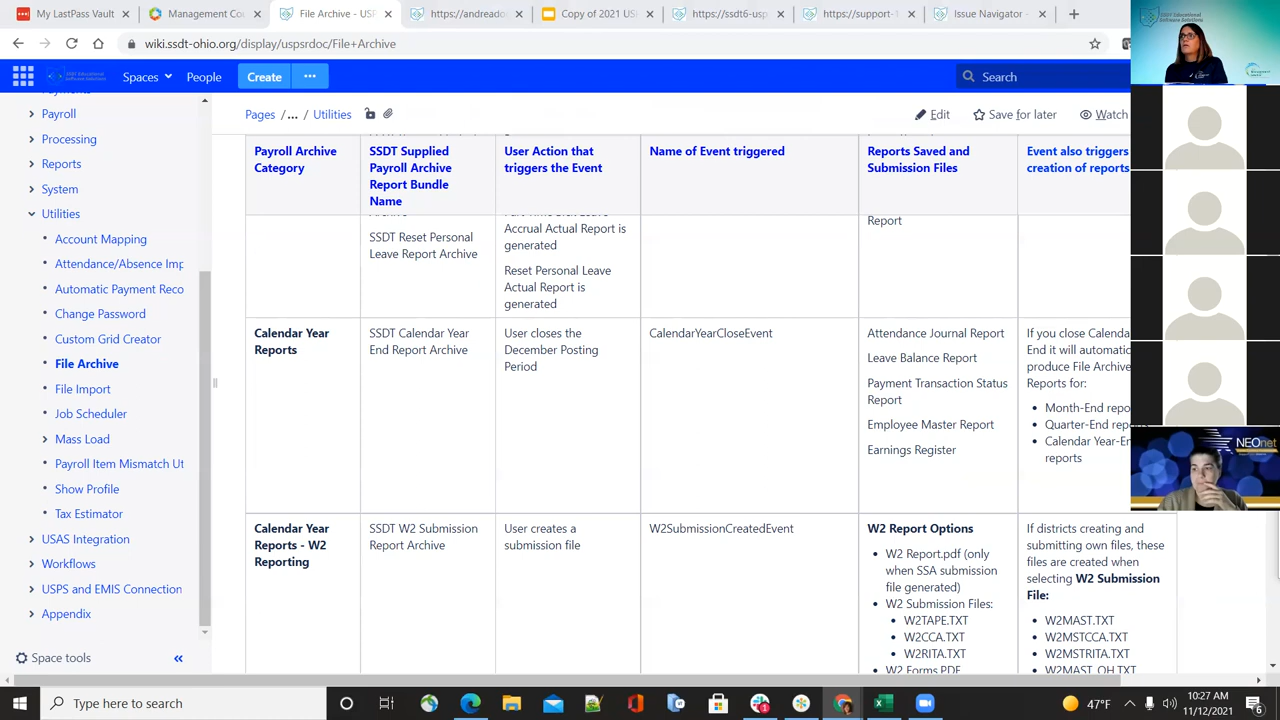 My LastPass Vault
Management Cou
File Archive - USPS
https://wiki.ssdt
Copy of 2021 USP
https://ssdt6-usp
https://support-1
Issue Navigator -
wiki.ssdt-ohio.org/display/uspsrdoc/File+Archive
Spaces
People
Create
Search
Pages /... / Utilities
Edit
Save for later
Watch
Payroll
Processing
Reports
System
Utilities
Account Mapping
Attendance/Absence Imp
Automatic Payment Reco
Change Password
Custom Grid Creator
File Archive
File Import
Job Scheduler
Mass Load
Payroll Item Mismatch Ut
Show Profile
Tax Estimator
USAS Integration
Workflows
USPS and EMIS Connection
Appendix
Space tools
Payroll Archive
Category
SSDT Supplied
Payroll Archive
Report Bundle
Name
User Action that
triggers the Event
Name of Event triggered
Reports Saved and
Submission Files
Event also triggers
creation of reports
SSDT Reset Personal
Leave Report Archive
Accrual Actual Report is
generated
Reset Personal Leave
Actual Report is
generated
Report
Calendar Year
Reports
SSDT Calendar Year
End Report Archive
User closes the
December Posting
Period
CalendarYearCloseEvent
Attendance Journal Report
Leave Balance Report
Payment Transaction Status
Report
Employee Master Report
Earnings Register
If you close Calenda
End it will automatic
produce File Archive
Reports for:
Month-End repo
Quarter-End rep
Calendar Year-En
reports
Calendar Year
Reports - W2
Reporting
SSDT W2 Submission
Report Archive
User creates a
submission file
W2SubmissionCreatedEvent
W2 Report Options
W2 Report.pdf (only
when SSA submission
file generated)
W2 Submission Files:
W2TAPE.TXT
W2CCA.TXT
W2RITA.TXT
W2 Forms PDF
If districts creating and
submitting own files, these
files are created when
selecting W2 Submission
File:
W2MAST.TXT
W2MSTCCA.TXT
W2MSTRITA.TXT
W2MAST_OH.TXT
NEOnet
Type here to search
47°F
10:27 AM
11/12/2021
6